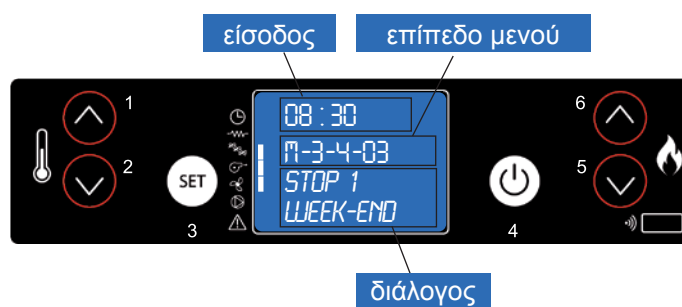 είσοδος
επίπεδο μενού
1
2
SET
3
08:30
M-3-4-03
STOP 1
WEEK-END
4
6
5
διάλογος